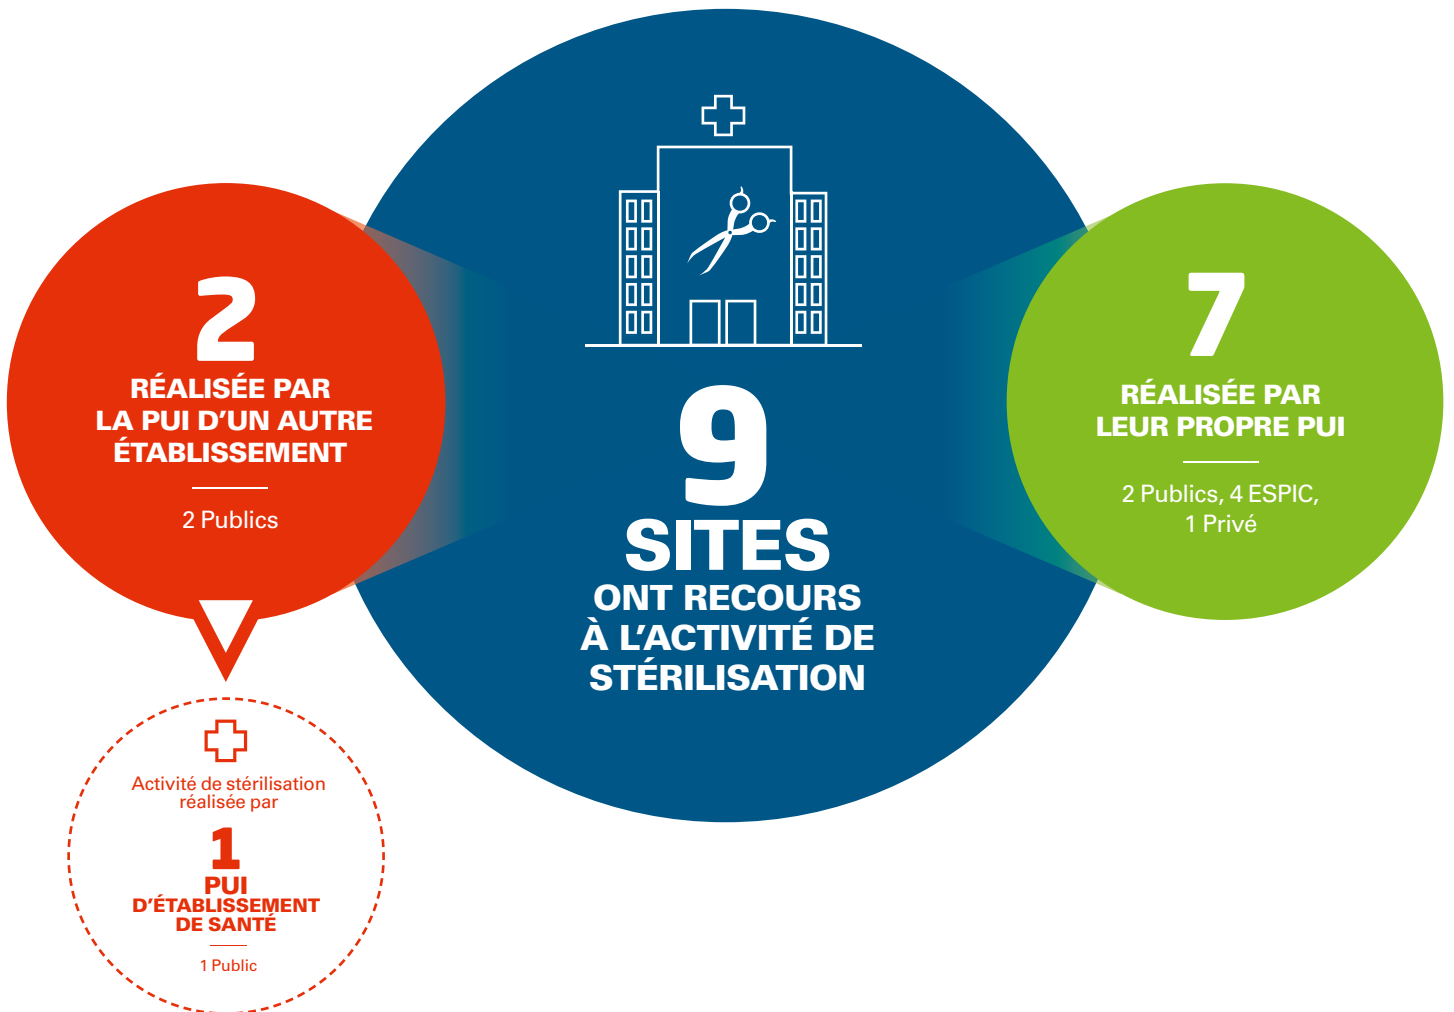 9
SITES
ONT RECOURS
À L'ACTIVITÉ DE
STÉRILISATION
2
RÉALISÉE PAR
LA PUI D'UN AUTRE
ÉTABLISSEMENT
2 Publics
7
RÉALISÉE PAR
LEUR PROPRE PUI
2 Publics, 4 ESPIC,
1 Privé
Activité de stérilisation
réalisée par
1
PUI
D'ÉTABLISSEMENT
DE SANTÉ
1 Public